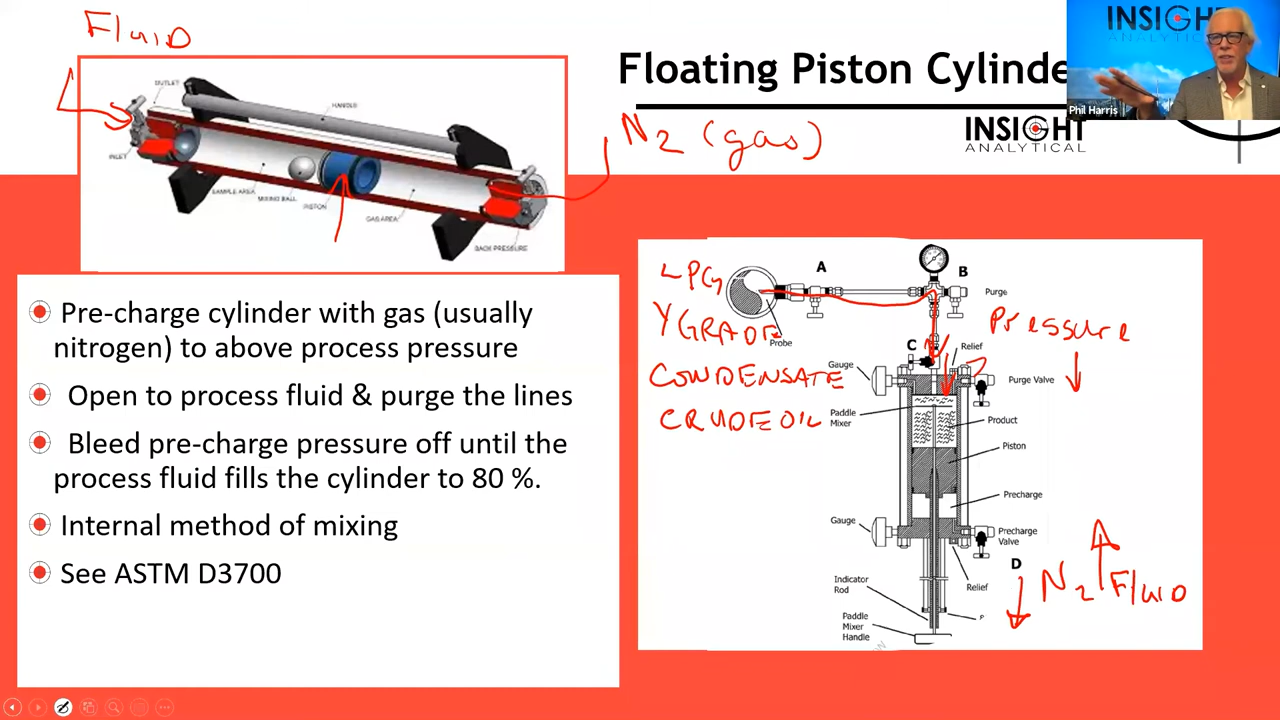 FLUID
Floating Piston Cylinde
INSIGHT
ANALYTICAL
Phil Harris
INSIGHT
ANALYTICAL
N2 (gas)
OUTLET
HANDLE
INLET
SAMPLE AREA
MIXING BALL
PISTON
GAS AREA
BACK PRESSURE
Pre-charge cylinder with gas (usually
nitrogen) to above process pressure
Open to process fluid & purge the lines
Bleed pre-charge pressure off until the
process fluid fills the cylinder to 80 %.
Internal method of mixing
See ASTM D3700
LPG
Y GRADE
CONDENSATE
CRUDE OIL
A
B
Purge
Probe
Pressure
C
Relief
Gauge
Purge Valve
Paddle
Mixer
Product
Piston
Precharge
Gauge
Precharge
Valve
D
Relief
Indicator
Rod
P
Paddle
Mixer
Handle
N2 FLUID